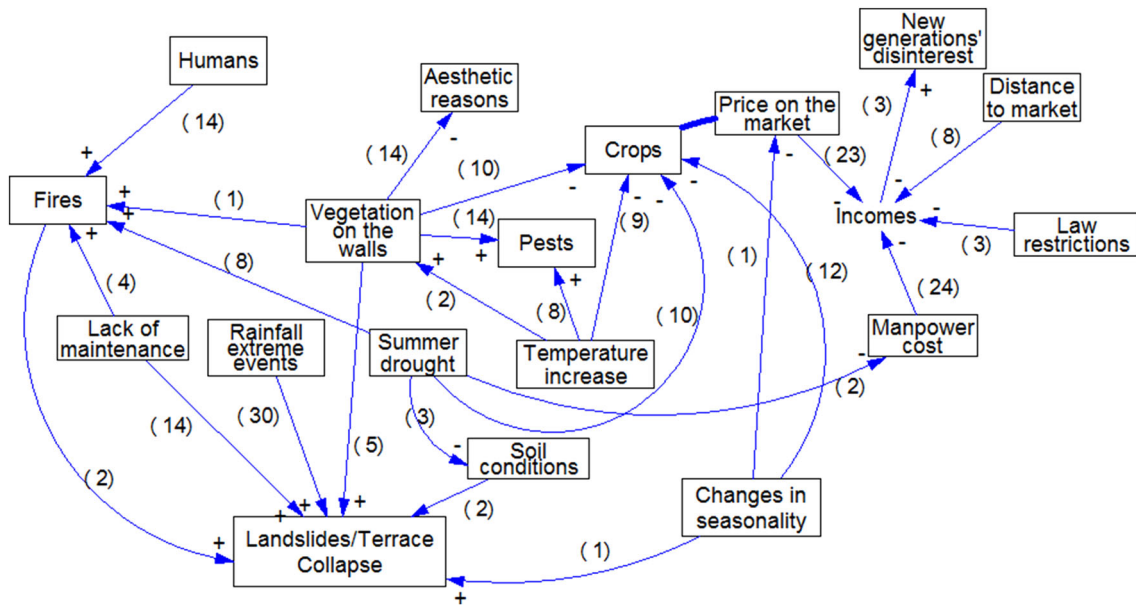 New
generations'
disinterest
Humans
Aesthetic
reasons
Distance
to market
Price on the
market
+
( 3)
( 14)
-
( 8)
Crops
-
( 23)
( 14)
( 10)
+
-
-
-
-
-
-
Fires
+
+
( 1)
Vegetation
on the
walls
( 14)
( 9)
-
Incomes
-
Law
restrictions
+
+
Pests
-
( 3)
( 8)
+
+
( 1)
( 12)
( 4)
( 2)
( 8)
( 10)
( 24)
Lack of
maintenance
Rainfall
extreme
events
Summer
drought
Temperature
increase
Manpower
cost
-
( 2)
( 14)
( 30)
( 3)
( 5)
-
Soil
conditions
( 2)
( 2)
Changes in
seasonality
+
+
+
+
Landslides/Terrace
Collapse
( 1)
+